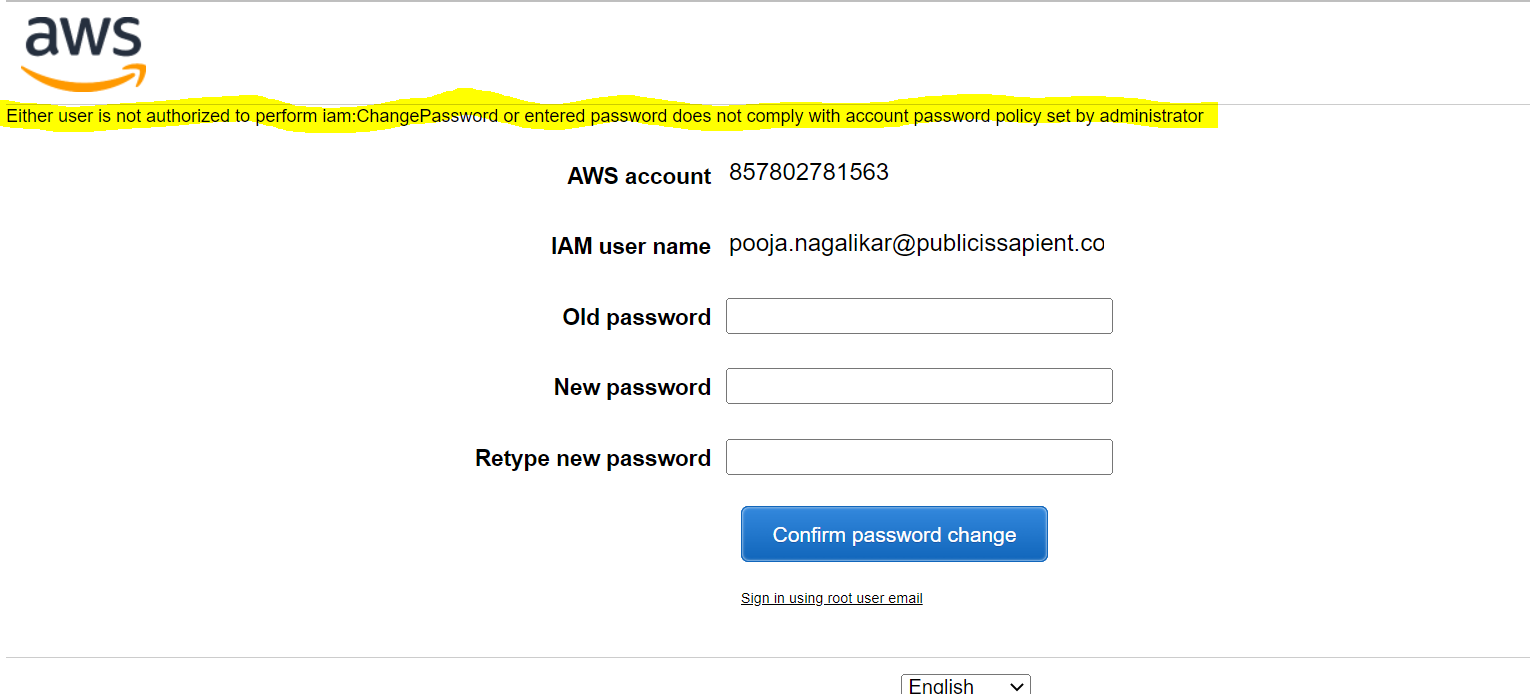 aws
Either user is not authorized to perform iam:ChangePassword or entered password does not comply with account password policy set by administrator
AWS account 857802781563
IAM user name pooja.nagalikar@publicissapient.co
Old password
New password
Retype new password
Confirm password change
Sign in using root user email
English